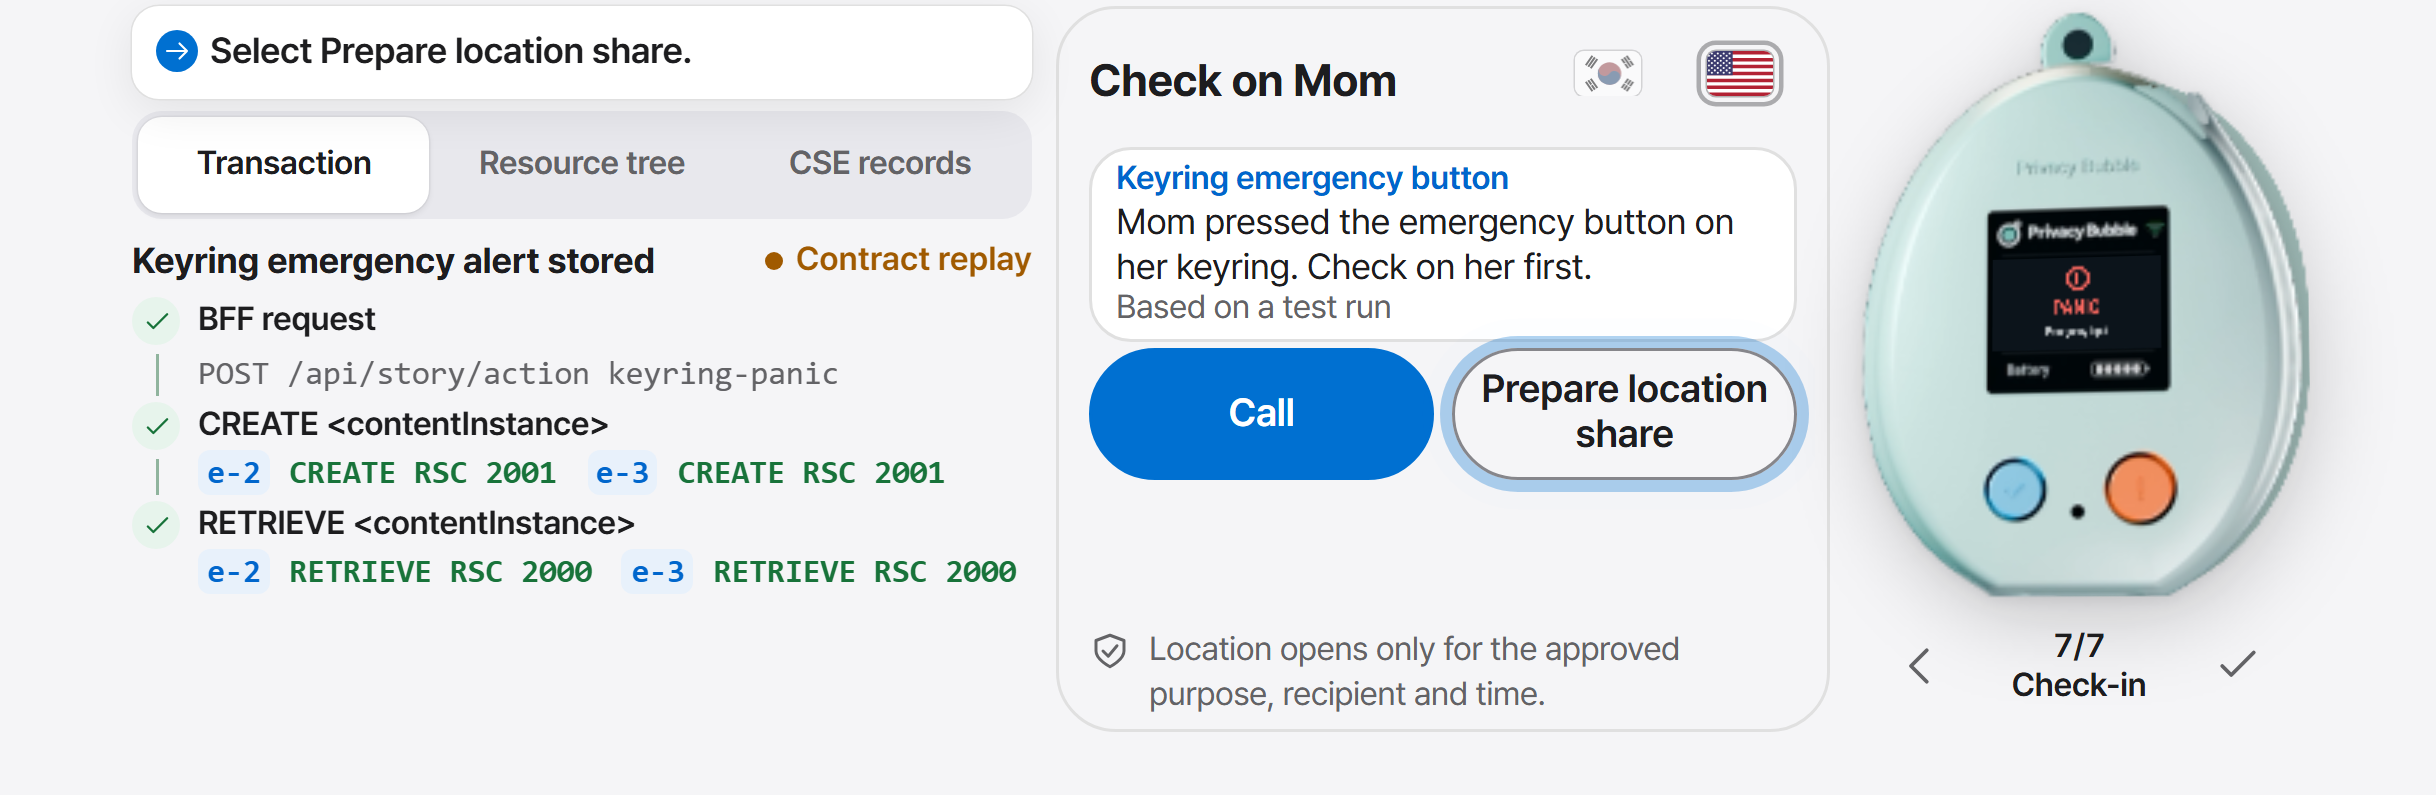 Select Prepare location share.
Transaction
Resource tree
CSE records
Keyring emergency alert stored
Contract replay
BFF request
POST /api/story/action keyring-panic
CREATE <contentInstance>
e-2 CREATE RSC 2001 e-3 CREATE RSC 2001
RETRIEVE <contentInstance>
e-2 RETRIEVE RSC 2000 e-3 RETRIEVE RSC 2000
Check on Mom
Keyring emergency button
Mom pressed the emergency button on
her keyring. Check on her first.
Based on a test run
Call
Prepare location
share
Location opens only for the approved
purpose, recipient and time.
Privacy Bubble
Privacy Bubble
PANIC
Battery
7/7
Check-in